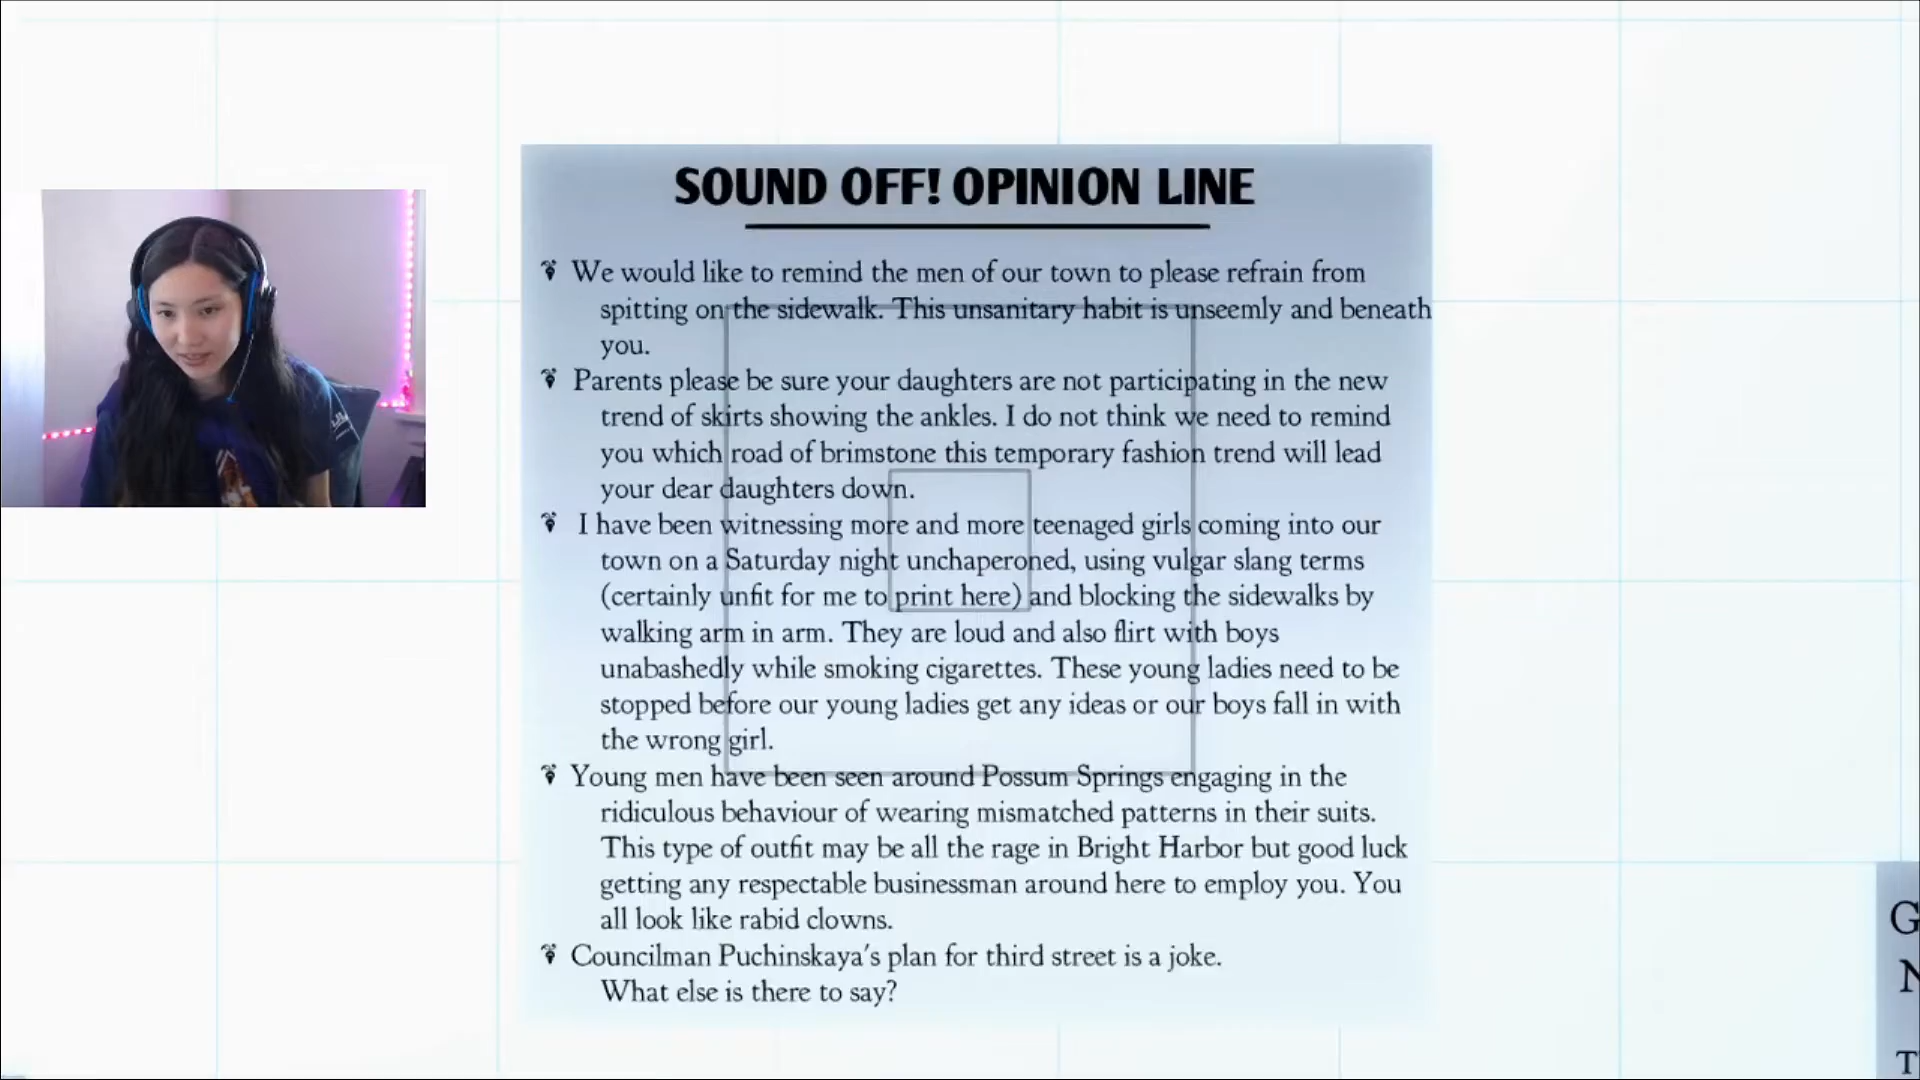 SOUND OFF! OPINION LINE
We would like to remind the men of our town to please refrain from
spitting on the sidewalk. This unsanitary habit is unseemly and beneath
you.
Parents please be sure your daughters are not participating in the new
trend of skirts showing the ankles. I do not think we need to remind
you which road of brimstone this temporary fashion trend will lead
your dear daughters down.
I have been witnessing more and more teenaged girls coming into our
town on a Saturday night unchaperoned, using vulgar slang terms
(certainly unfit for me to print here) and blocking the sidewalks by
walking arm in arm. They are loud and also flirt with boys
unabashedly while smoking cigarettes. These young ladies need to be
stopped before our young ladies get any ideas or our boys fall in with
the wrong girl.
Young men have been seen around Possum Springs engaging in the
ridiculous behaviour of wearing mismatched patterns in their suits.
This type of outfit may be all the rage in Bright Harbor but good luck
getting any respectable businessman around here to employ you. You
all look like rabid clowns.
Councilman Puchinskaya's plan for third street is a joke.
What else is there to say?